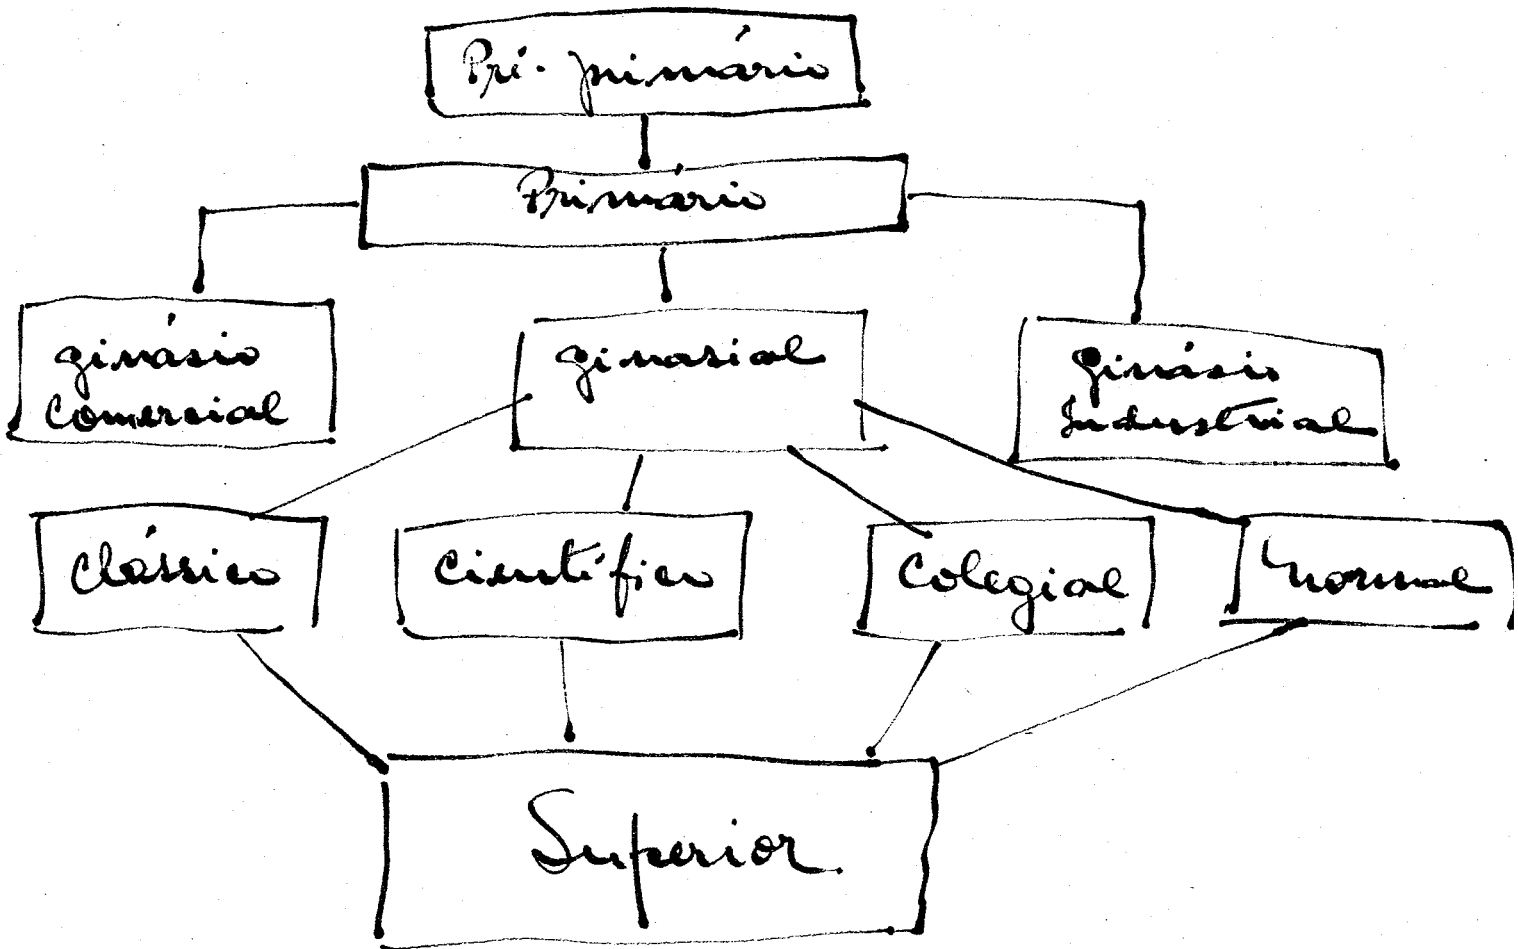 Pré-primário
Primário
ginásio
comercial
ginasial
Ginásio
Industrial
Clássico
Científico
Colegial
normal
Superior